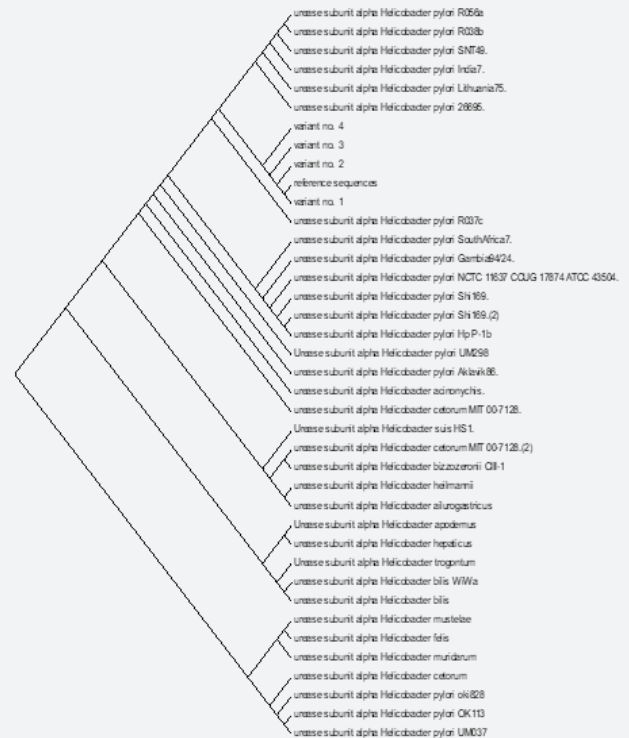 urease subunit alpha Helicobacter pylori R056a
urease subunit alpha Helicobacter pylori R038b
urease subunit alpha Helicobacter pylori SNT49.
urease subunit alpha Helicobacter pylori India7.
urease subunit alpha Helicobacter pylori Lithuania75.
urease subunit alpha Helicobacter pylori 26695.
variant no. 4
variant no. 3
variant no. 2
reference sequences
variant no. 1
urease subunit alpha Helicobacter pylori R037c
urease subunit alpha Helicobacter pylori SouthAfrica7.
urease subunit alpha Helicobacter pylori Gambia94/24.
urease subunit alpha Helicobacter pylori NCTC 11637 CCUG 17874 ATCC 43504.
urease subunit alpha Helicobacter pylori Shi169.
urease subunit alpha Helicobacter pylori Shi169.(2)
urease subunit alpha Helicobacter pylori Hp P-1b
Urease subunit alpha Helicobacter pylori UM298
urease subunit alpha Helicobacter pylori Aklavik86.
urease subunit alpha Helicobacter acinonychis.
urease subunit alpha Helicobacter cetorum MIT 00-7128.
Urease subunit alpha Helicobacter suis HS1.
urease subunit alpha Helicobacter cetorum MIT 00-7128.(2)
urease subunit alpha Helicobacter bizzozeronii CIII-1
urease subunit alpha Helicobacter heilmannii
urease subunit alpha Helicobacter ailurogastricus
Urease subunit alpha Helicobacter apodemus
urease subunit alpha Helicobacter hepaticus
Urease subunit alpha Helicobacter trogontum
urease subunit alpha Helicobacter bilis WiWa
urease subunit alpha Helicobacter bilis
urease subunit alpha Helicobacter mustelae
urease subunit alpha Helicobacter felis
urease subunit alpha Helicobacter muridarum
urease subunit alpha Helicobacter cetorum
urease subunit alpha Helicobacter pylori oki828
urease subunit alpha Helicobacter pylori OK113
urease subunit alpha Helicobacter pylori UM037